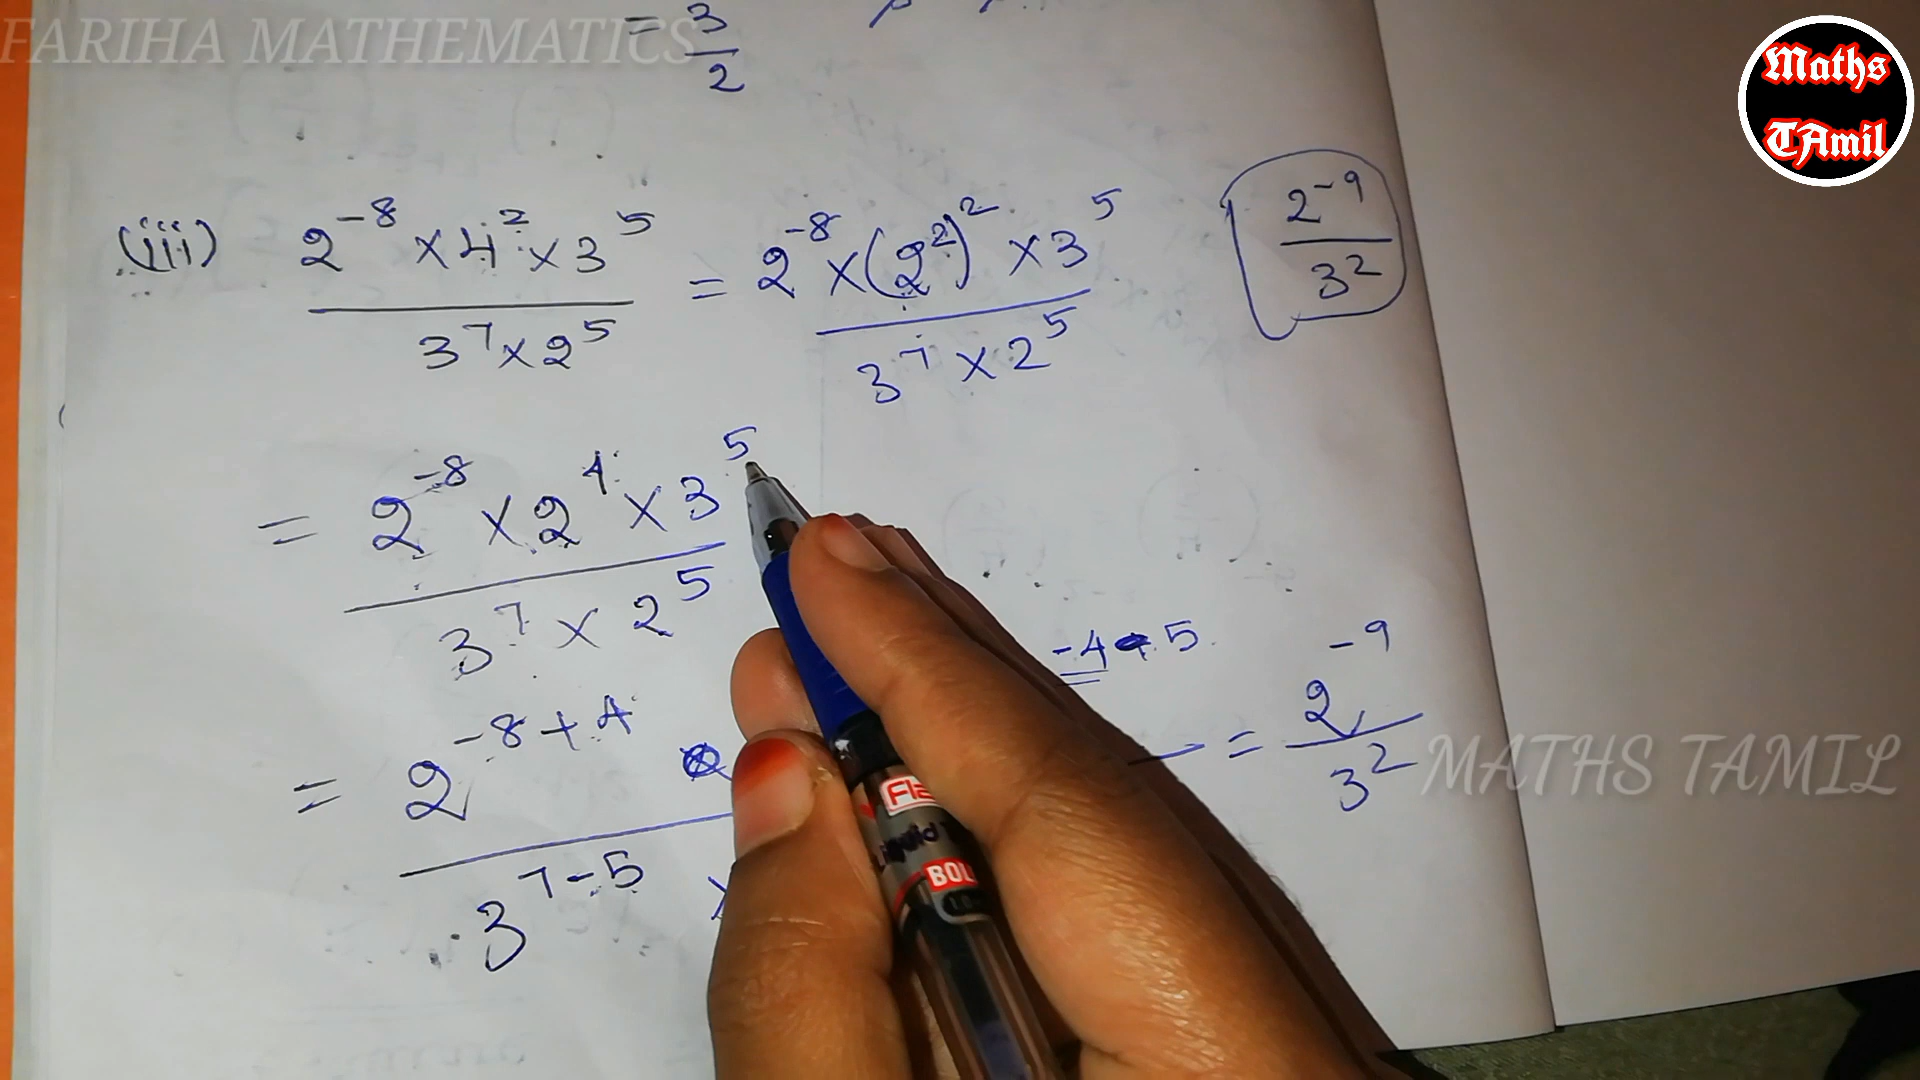 FARIHA MATHEMATICS
= 3/2
Maths
TAmil
(iii) 2^-8 × 4^2 × 3^5 / 3^7 × 2^5 = 2^-8 × (2^2)^2 × 3^5 / 3^7 × 2^5
2^-9 / 3^2
= 2^-8 × 2^4 × 3^5 / 3^7 × 2^5
= 2^-8+4 / 3^7-5 ×
-4-5
= 2^-9 / 3^2
MATHS TAMIL
Fla
BOL